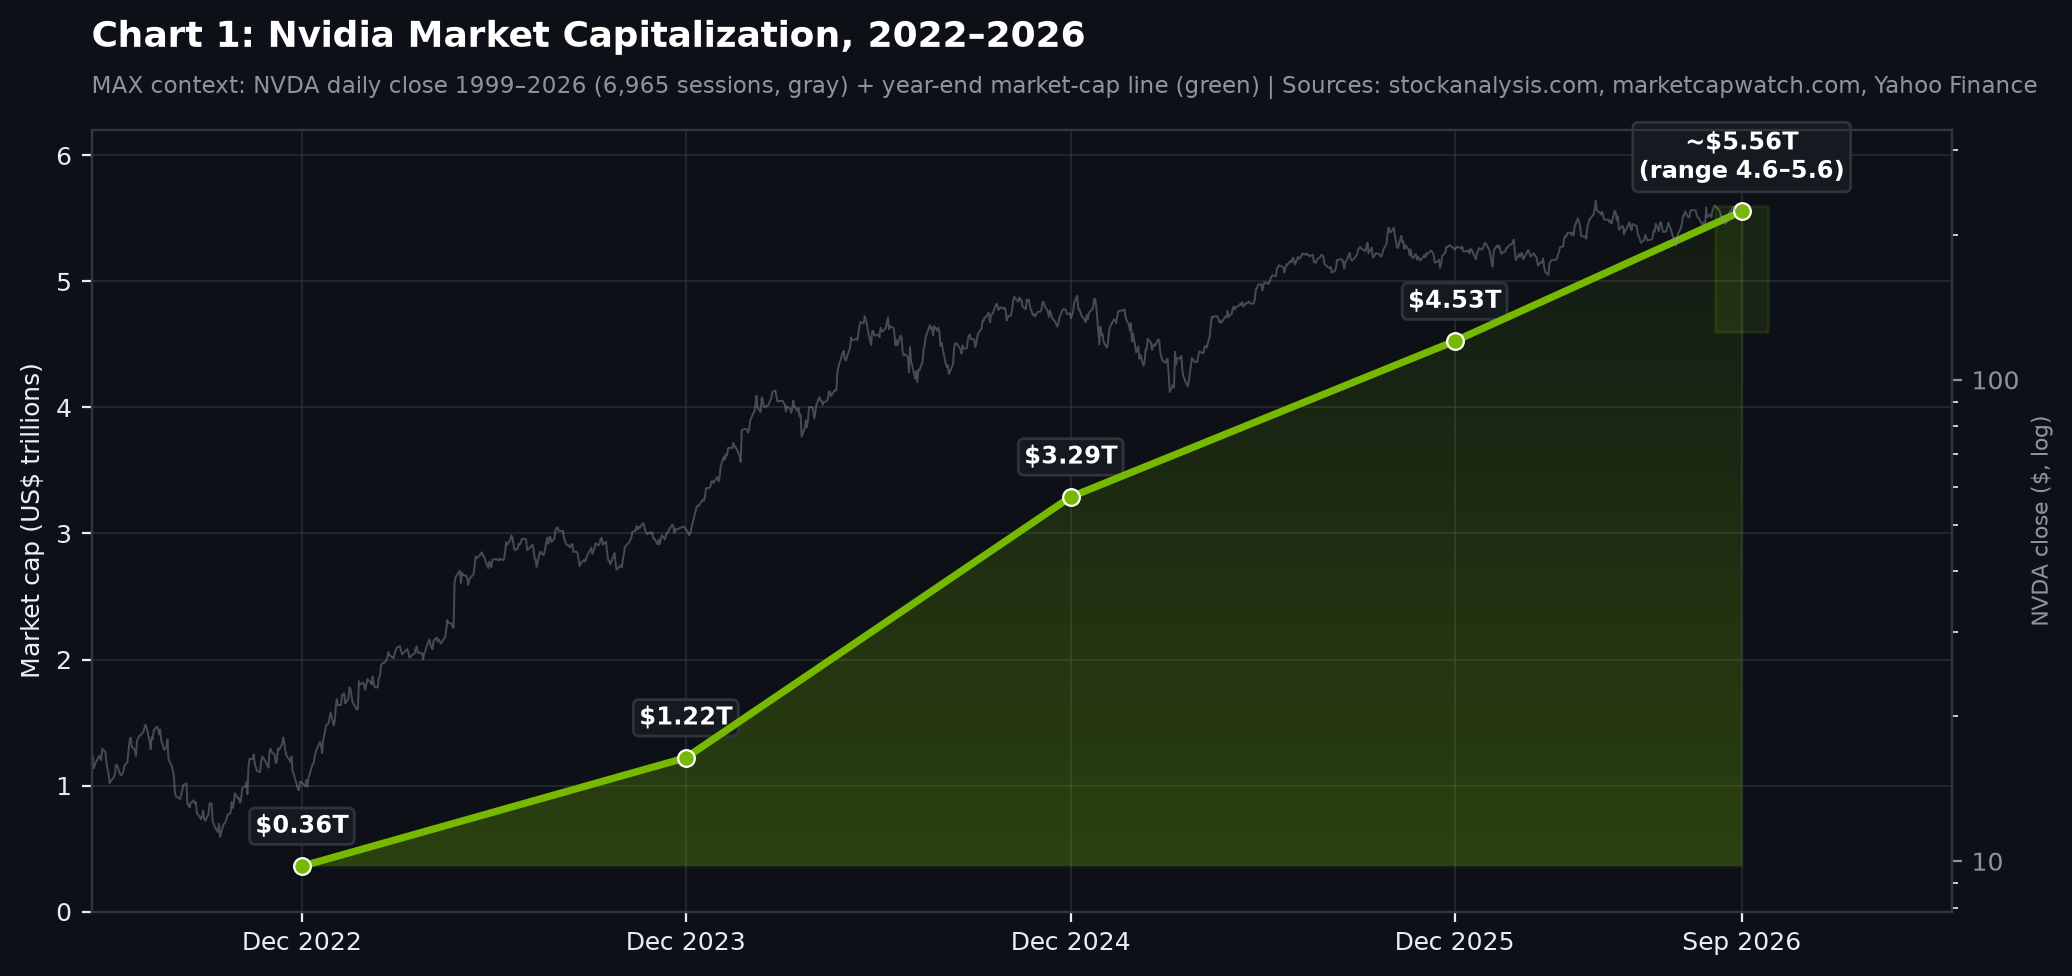 Chart 1: Nvidia Market Capitalization, 2022–2026
MAX context: NVDA daily close 1999–2026 (6,965 sessions, gray) + year-end market-cap line (green) | Sources: stockanalysis.com, marketcapwatch.com, Yahoo Finance
~$5.56T
(range 4.6–5.6)
$4.53T
$3.29T
$1.22T
$0.36T
6
5
4
3
2
1
0
Market cap (US$ trillions)
100
10
NVDA close ($, log)
Dec 2022
Dec 2023
Dec 2024
Dec 2025
Sep 2026